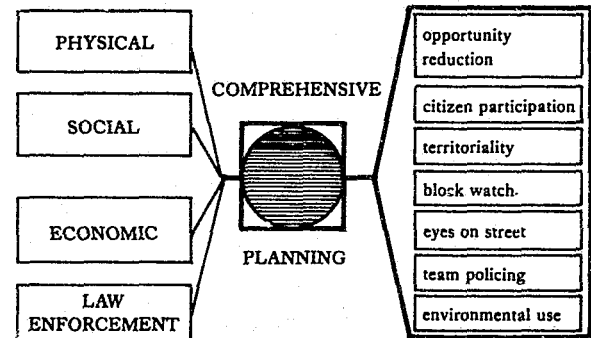 PHYSICAL
SOCIAL
ECONOMIC
LAW
ENFORCEMENT
COMPREHENSIVE
PLANNING
opportunity
reduction
citizen participation
territoriality
block watch
eyes on street
team policing
environmental use